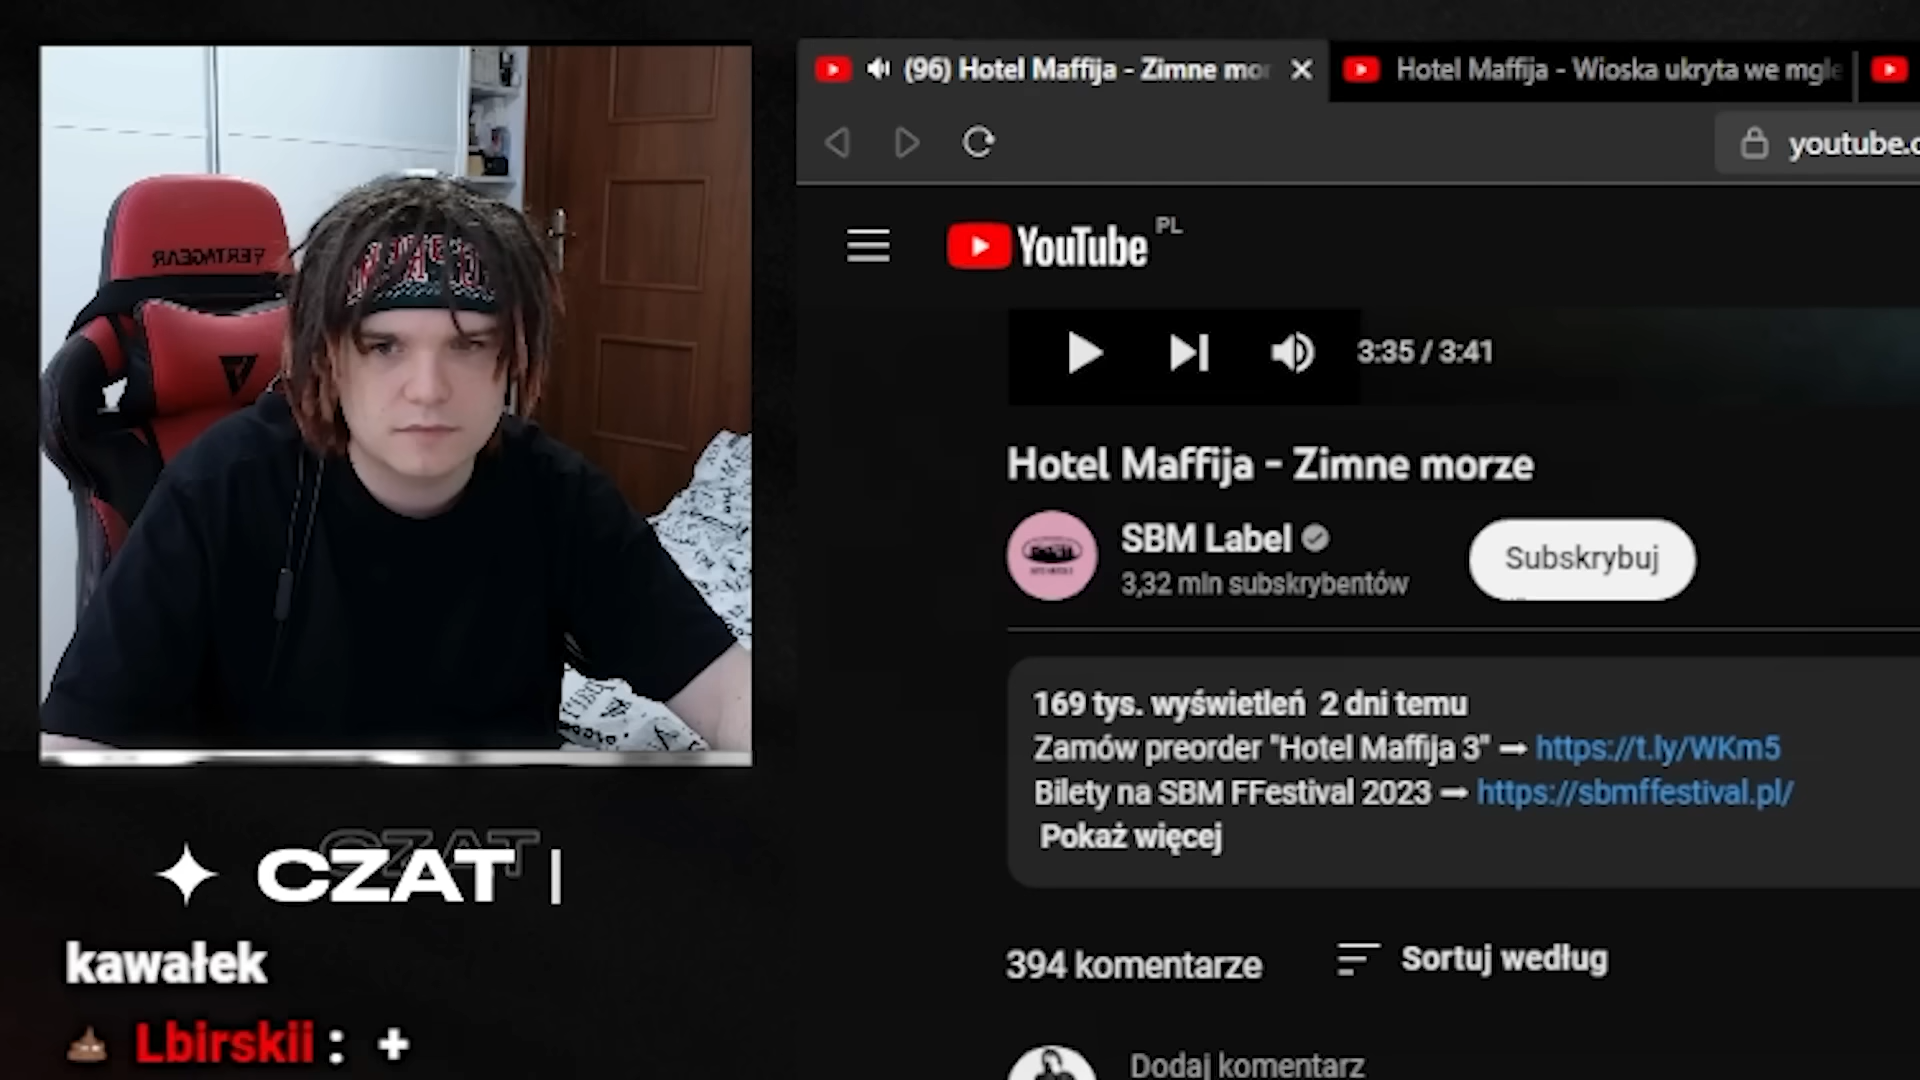 (96) Hotel Maffija - Zimne mor
Hotel Maffija - Wioska ukryta we mgle
youtube.c
VERTAGEAR
YouTube PL
3:35 / 3:41
Hotel Maffija - Zimne morze
SBM Label
3,32 mln subskrybentów
Subskrybuj
169 tys. wyświetleń 2 dni temu
Zamów preorder "Hotel Maffija 3" ➞ https://t.ly/WKm5
Bilety na SBM FFestival 2023 ➞ https://sbmffestival.pl/
Pokaż więcej
394 komentarze
Sortuj według
Dodaj komentarz
CZAT
kawałek
Lbirskii : +